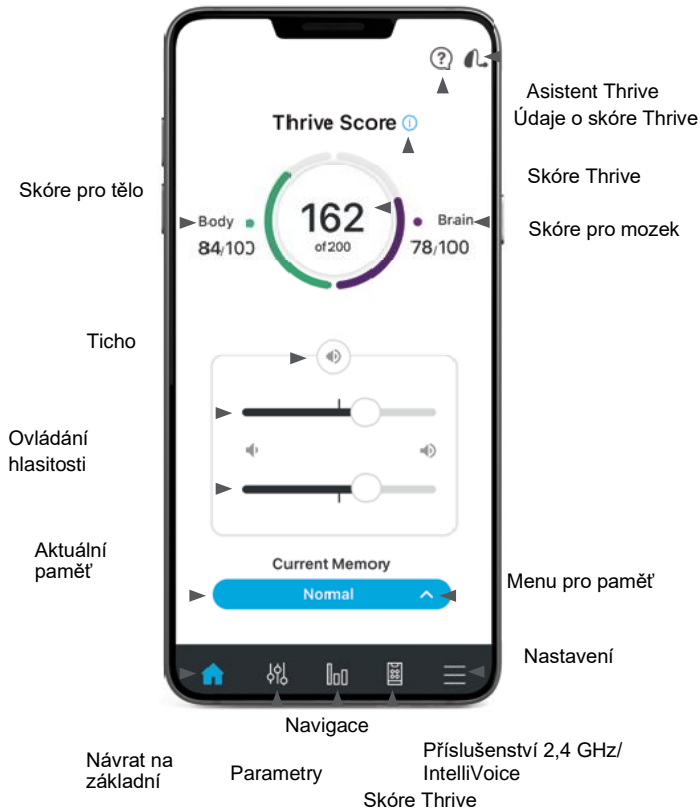 Asistent Thrive
Údaje o skóre Thrive
Thrive Score
Skóre Thrive
Skóre pro tělo
162
of 200
Body
84/100
Brain
78/100
Skóre pro mozek
Ticho
Ovládání
hlasitosti
Aktuální
paměť
Current Memory
Normal
Menu pro paměť
Nastavení
Navigace
Návrat na
základní
Parametry
Příslušenství 2,4 GHz/
IntelliVoice
Skóre Thrive